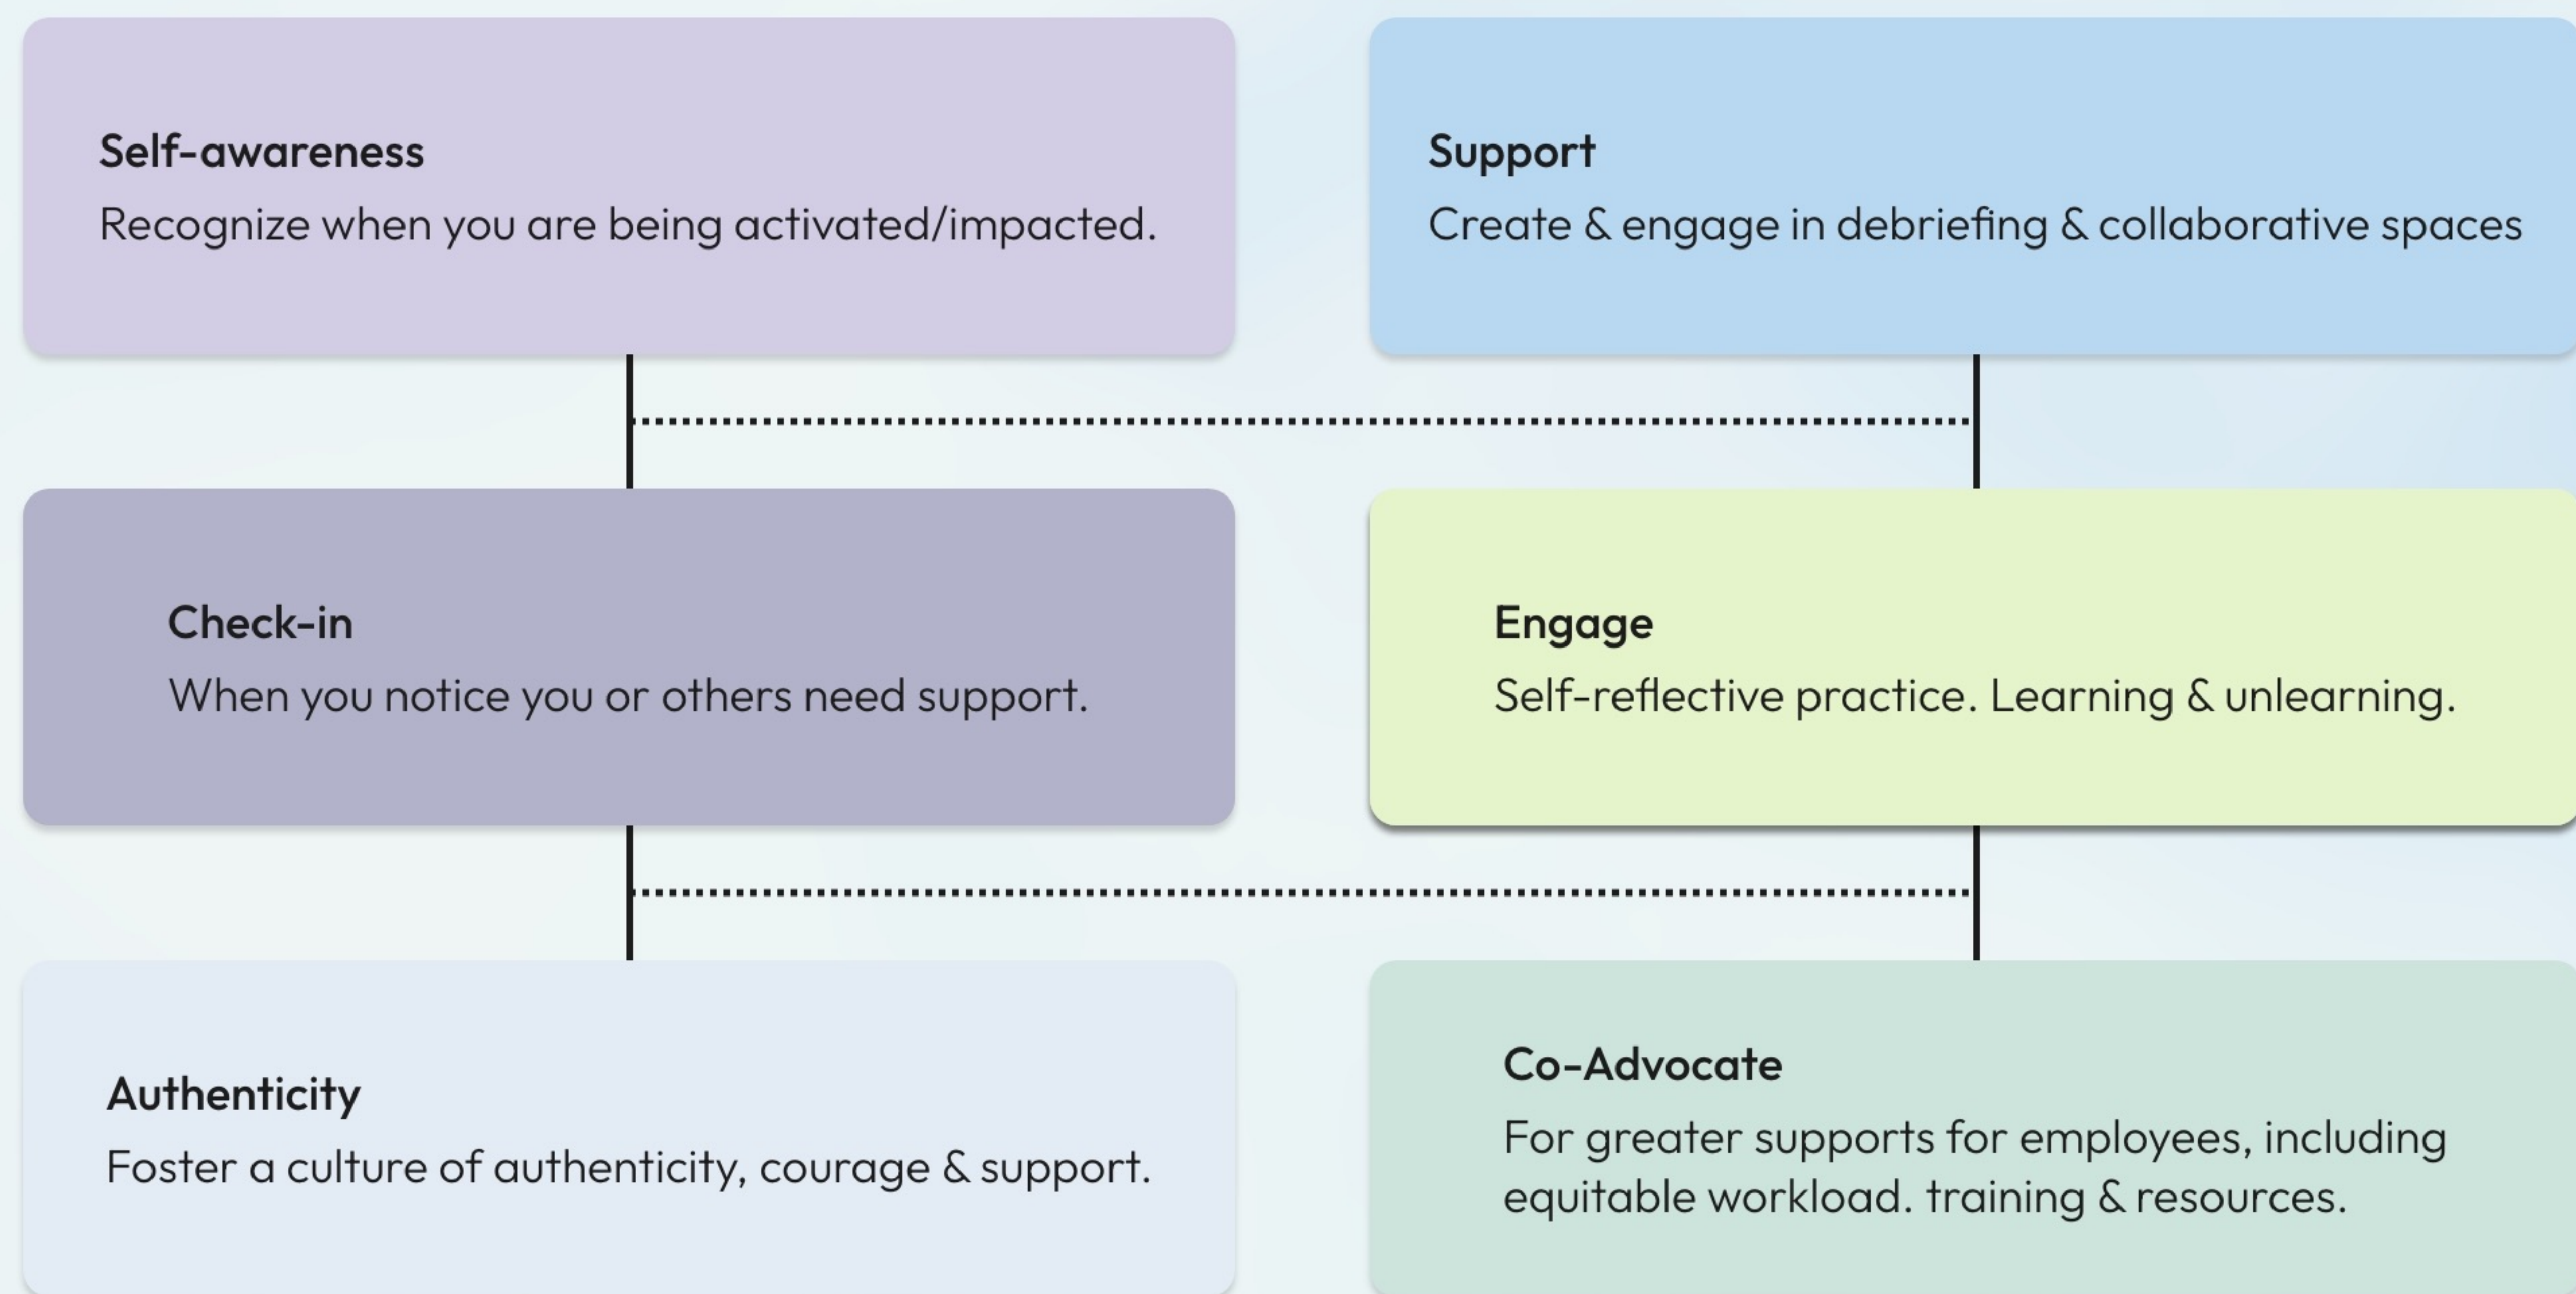 Self-awareness
Recognize when you are being activated/impacted.
Support
Create & engage in debriefing & collaborative spaces
Check-in
When you notice you or others need support.
Engage
Self-reflective practice. Learning & unlearning.
Authenticity
Foster a culture of authenticity, courage & support.
Co-Advocate
For greater supports for employees, including
equitable workload. training & resources.